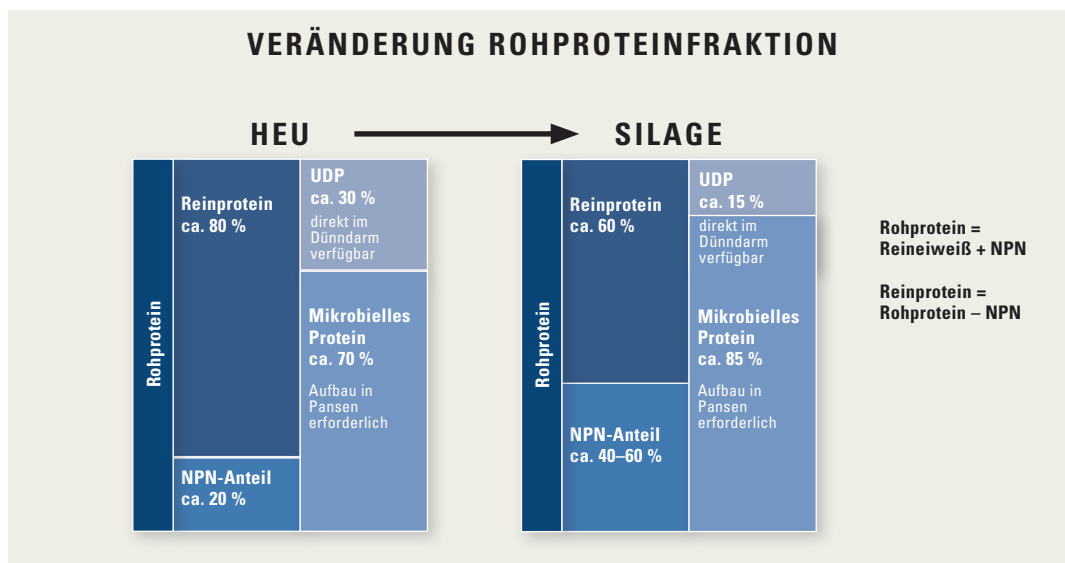 VERÄNDERUNG ROHPROTEINFRAKTION
HEU
Rohprotein
Reinprotein
ca. 80 %
NPN-Anteil
ca. 20 %
UDP
ca. 30 %
direkt im
Dünndarm
verfügbar
Mikrobielles
Protein
ca. 70 %
Aufbau in
Pansen
erforderlich
SILAGE
Rohprotein
Reinprotein
ca. 60 %
NPN-Anteil
ca. 40–60 %
UDP
ca. 15 %
direkt im
Dünndarm
verfügbar
Mikrobielles
Protein
ca. 85 %
Aufbau in
Pansen
erforderlich
Rohprotein =
Reineiweiß + NPN
Reinprotein =
Rohprotein – NPN